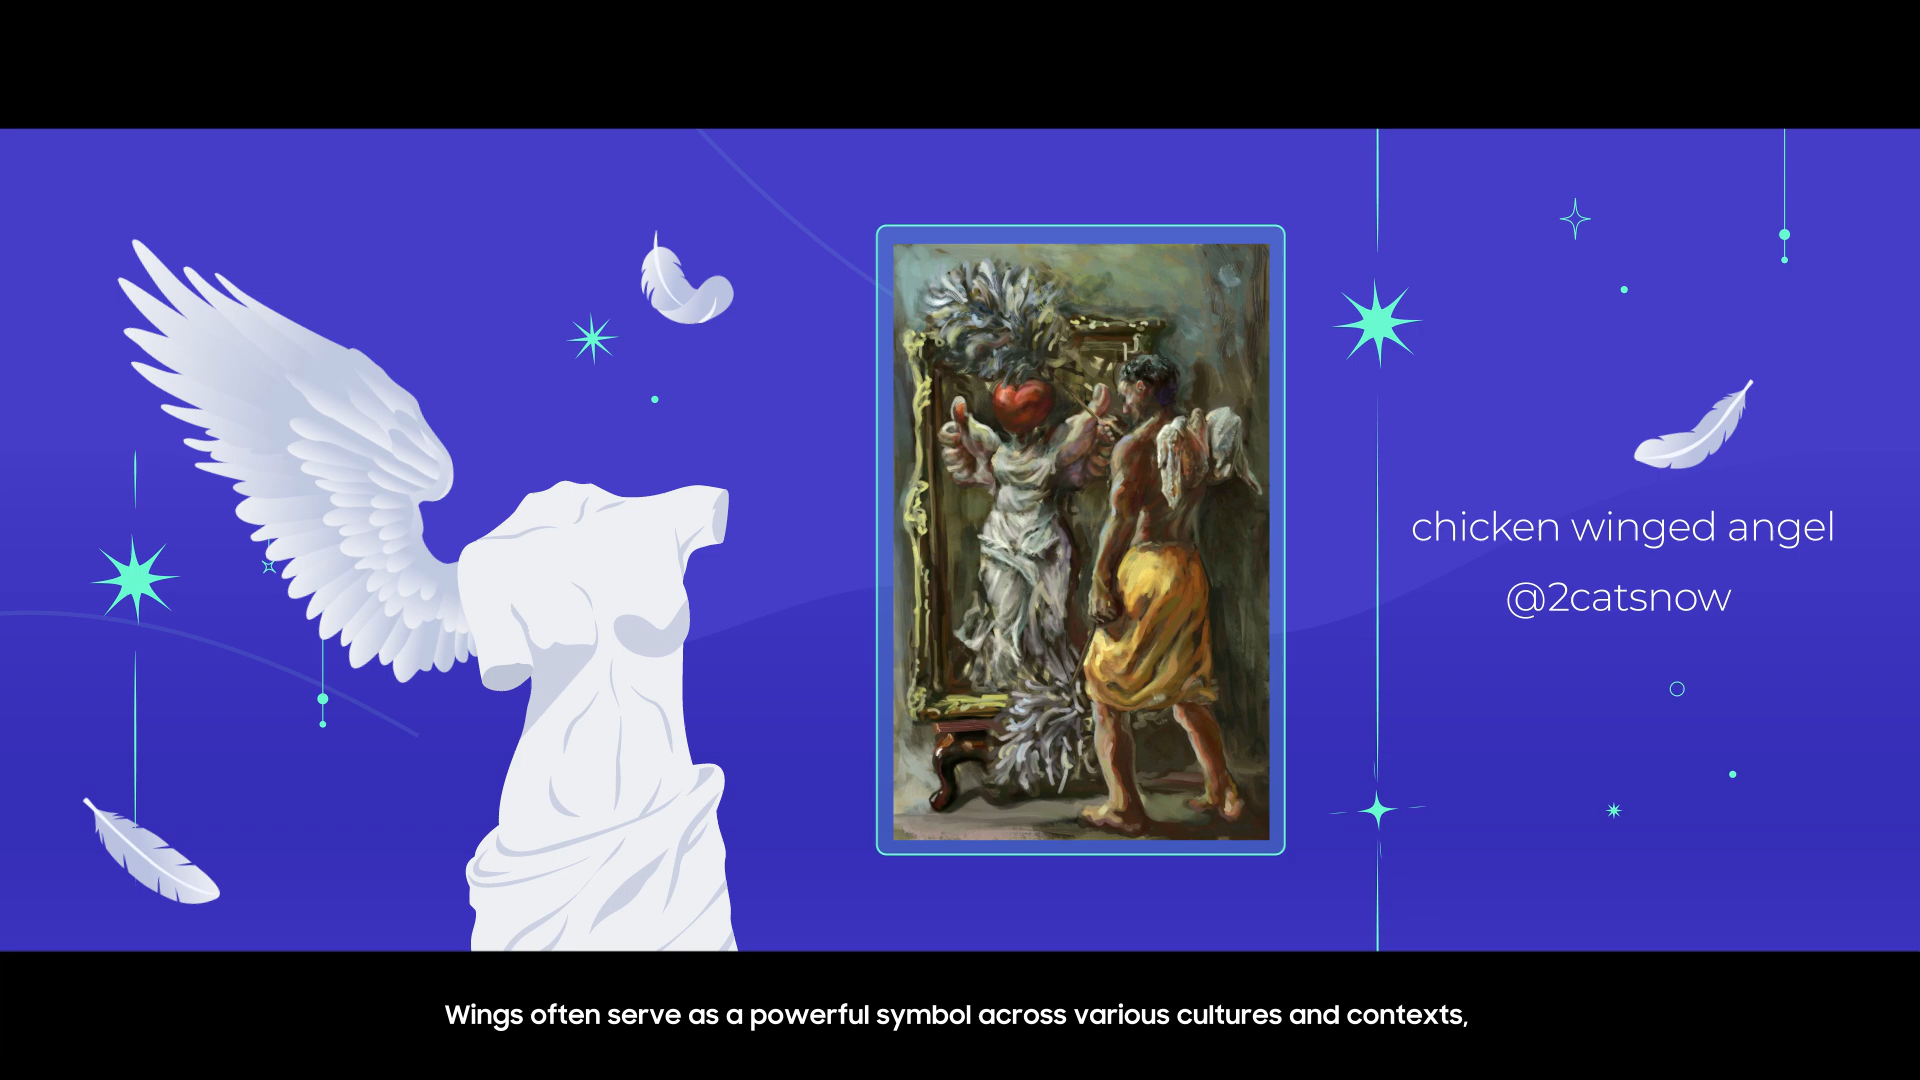 chicken winged angel
@2catsnow
Wings often serve as a powerful symbol across various cultures and contexts,